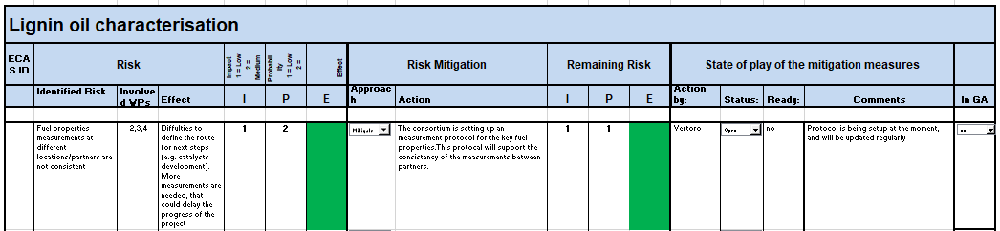 Lignin oil characterisation
ECA
S ID
Risk
Impact
1 = Low
2 =
Medium
Probabil
ity
1 = Low
2 =
Effect
Risk Mitigation
Remaining Risk
State of play of the mitigation measures
Identified Risk
Involve
d WPs
Effect
I
P
E
Approac
h
Action
I
P
E
Action
by:
Status:
Ready:
Comments
In GA
Fuel properties
measurements at
different
locations/partners are
not consistent
2,3,4
Diffulties to
define the route
for next steps
(e.g. catalysts
development).
More
measurements are
needed, that
could delay the
progress of the
project
1
2
Mitigate
The consortium is setting up an
measurement protocol for the key fuel
properties.This protocol will support the
consistency of the measurements between
partners.
1
1
Vertoro
Open
no
Protocol is being setup at the moment,
and will be updated regularly